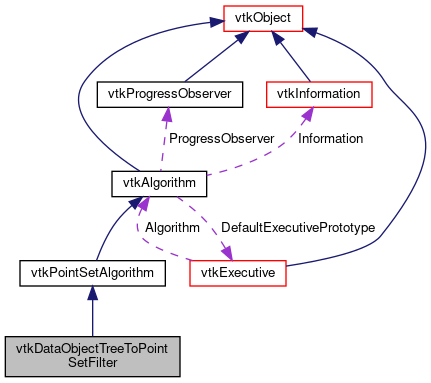 vtkObject
vtkProgressObserver
vtkInformation
ProgressObserver
Information
vtkAlgorithm
Algorithm
DefaultExecutivePrototype
vtkPointSetAlgorithm
vtkExecutive
vtkDataObjectTreeToPoint
SetFilter